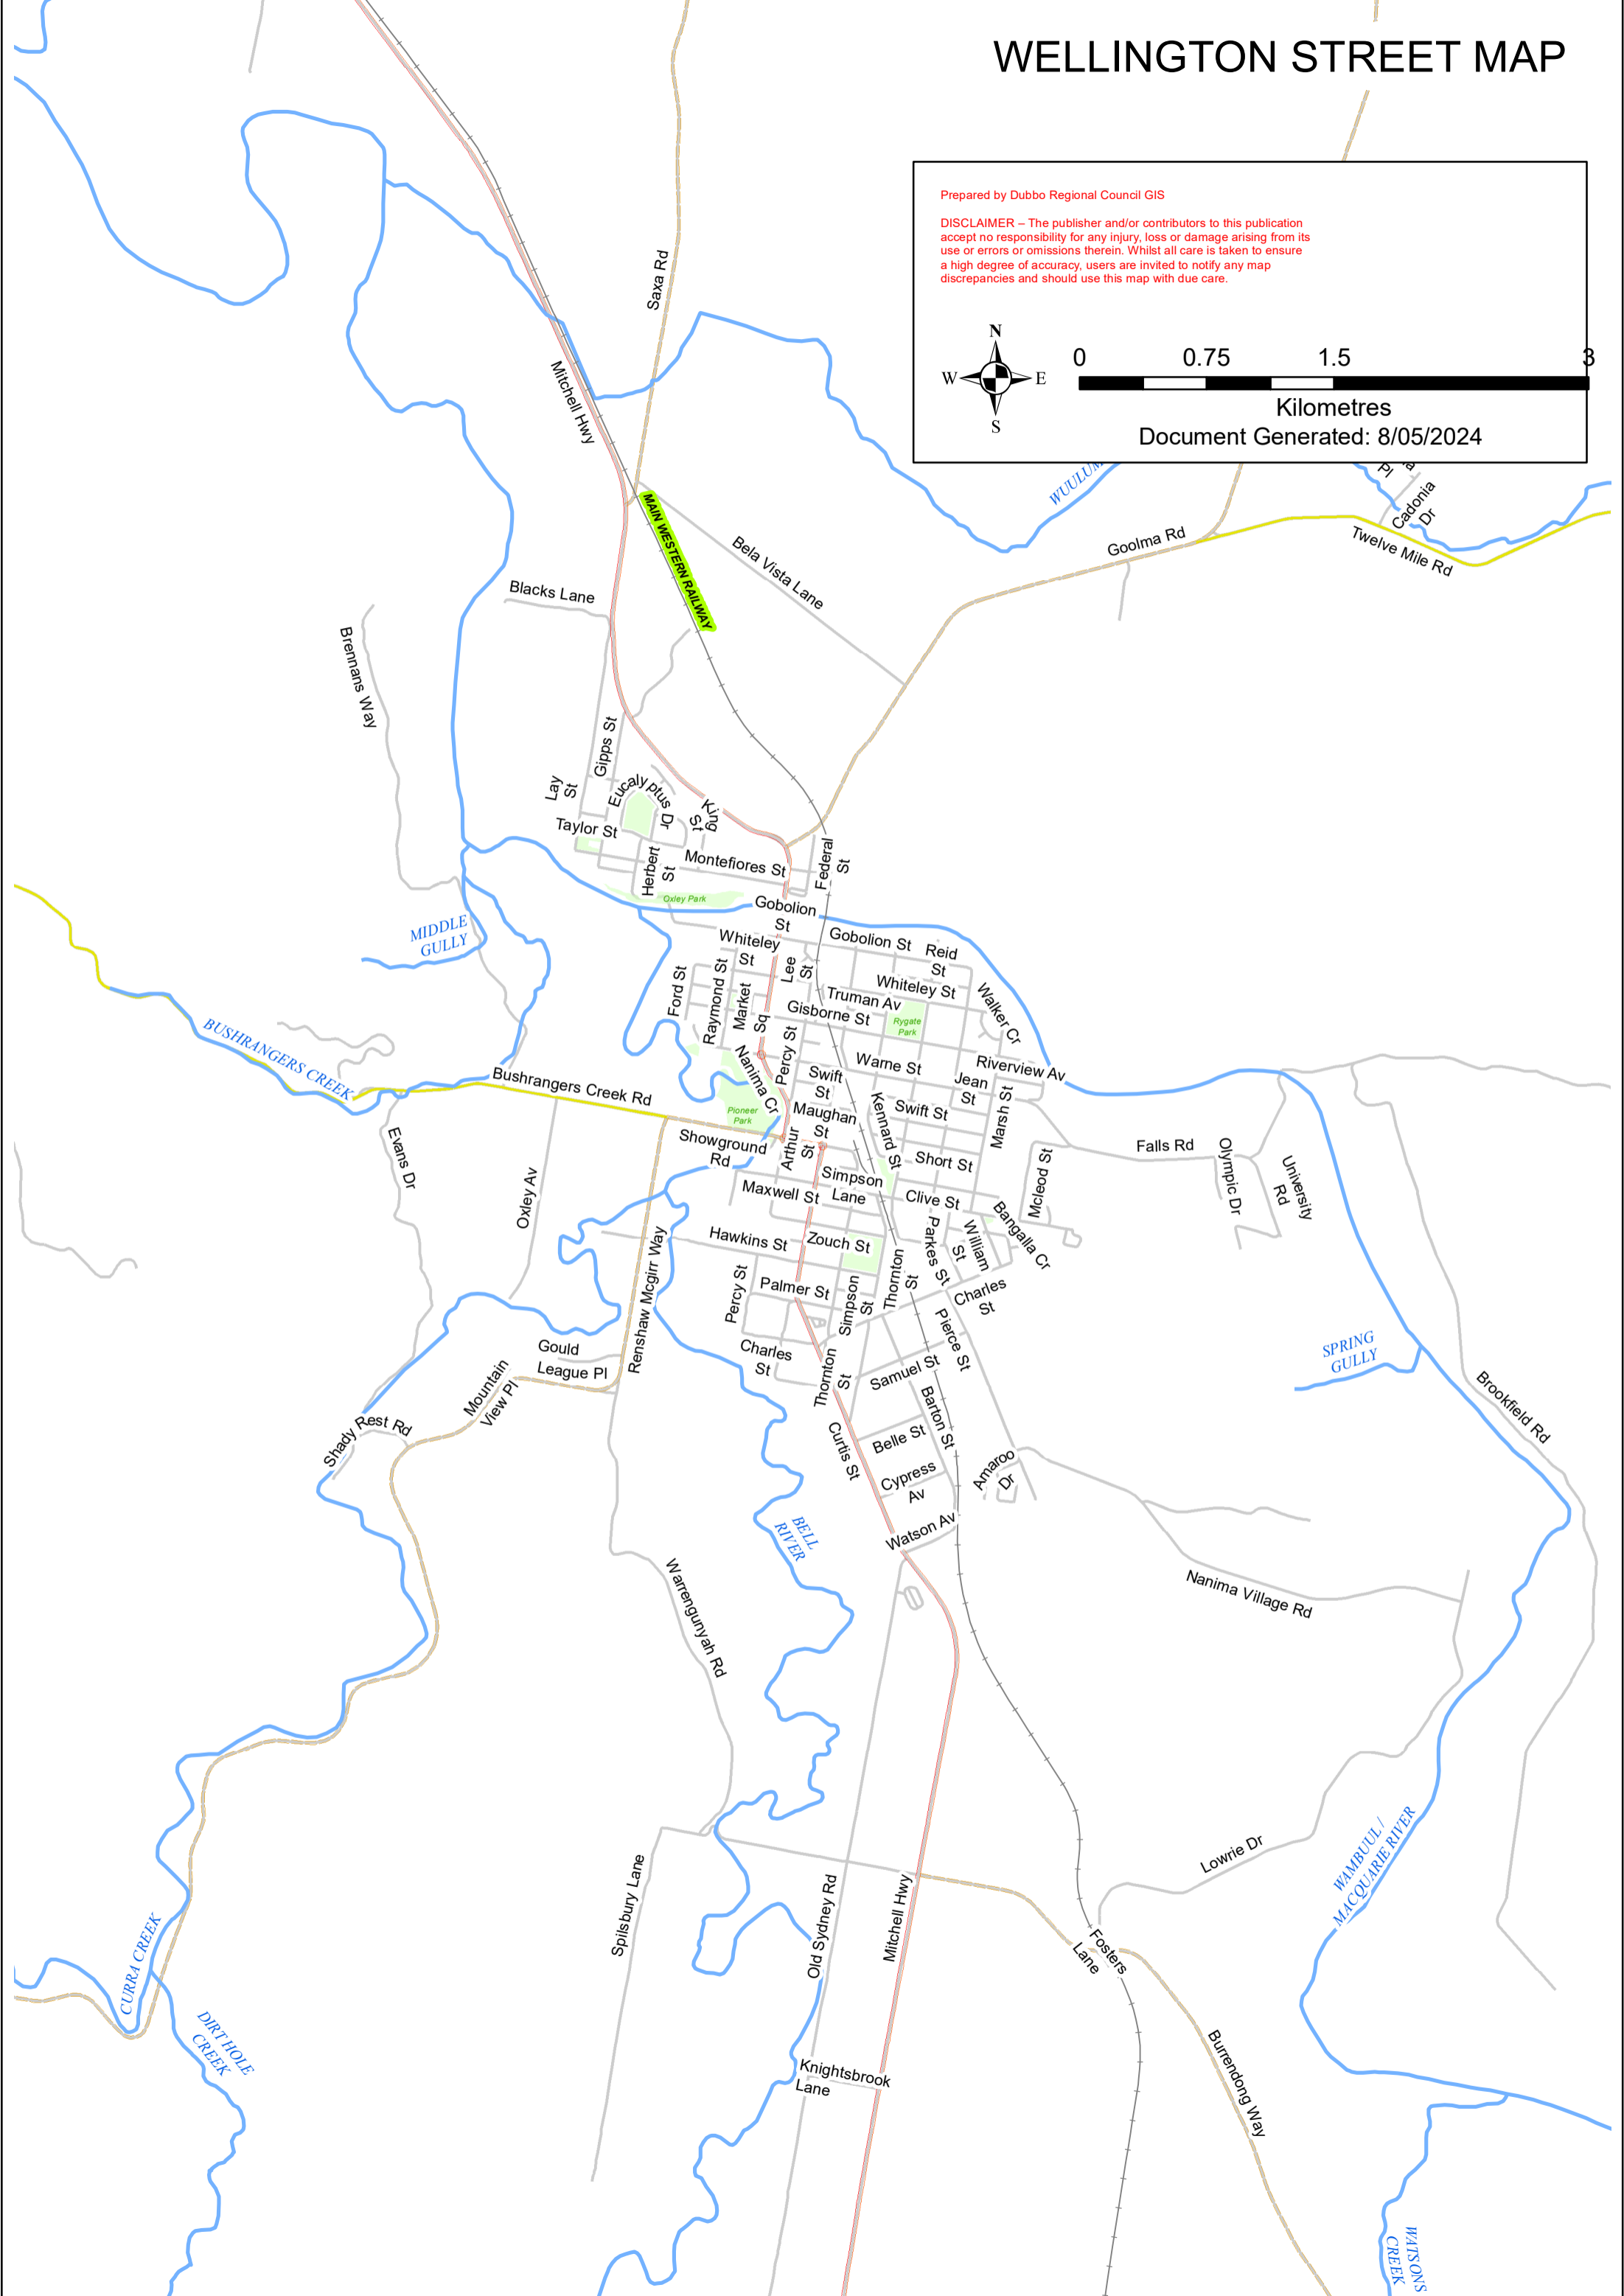 WELLINGTON STREET MAP
Prepared by Dubbo Regional Council GIS
DISCLAIMER – The publisher and/or contributors to this publication
accept no responsibility for any injury, loss or damage arising from its
use or errors or omissions therein. Whilst all care is taken to ensure
a high degree of accuracy, users are invited to notify any map
discrepancies and should use this map with due care.
N
W
E
S
0 0.75 1.5 3
Kilometres
Document Generated: 8/05/2024
Saxa Rd
Mitchell Hwy
Pl
Cadonia
Dr
Goolma Rd
Twelve Mile Rd
MAIN WESTERN RAILWAY
Bela Vista Lane
Blacks Lane
Brennans Way
Gipps St
Lay
St
Eucalyptus
Dr
King
St
Taylor St
Herbert
St
Montefiores St
Federal
St
Oxley Park
Gobolion
St
MIDDLE
GULLY
Whiteley
St
Gobolion St
Reid
St
Ford St
Raymond St
Market
Sq
Lee
St
Whiteley St
Truman Av
Walker Cr
Gisborne St
Rygate
Park
BUSHRANGERS CREEK
Nanima Cr
Percy St
Warne St
Riverview Av
Swift
St
Jean
St
Bushrangers Creek Rd
Pioneer
Park
Maughan
St
Kennard St
Swift St
Marsh St
Evans Dr
Showground
Rd
Arthur
St
Short St
Falls Rd
Mcleod St
Olympic Dr
University
Rd
Oxley Av
Simpson
Lane
Maxwell St
Clive St
Bangalla Cr
Parkes St
William
St
Hawkins St
Zouch St
Renshaw Mcgirr Way
Percy St
Palmer St
Simpson
St
Thornton
St
Charles
St
Pierce St
Gould
League Pl
Charles
St
Thornton
St
Samuel St
Barton St
SPRING
GULLY
Mountain
View Pl
Shady Rest Rd
Brookfield Rd
Curtis St
Belle St
Cypress
Av
Amaroo
Dr
BELL
RIVER
Watson Av
Warrengunyah Rd
Nanima Village Rd
Lowrie Dr
WAMBUUL /
MACQUARIE RIVER
Spilsbury Lane
Old Sydney Rd
Mitchell Hwy
Fosters
Lane
CURRA CREEK
DIRT HOLE
CREEK
Knightsbrook
Lane
Burrendong Way
WATSONS
CREEK